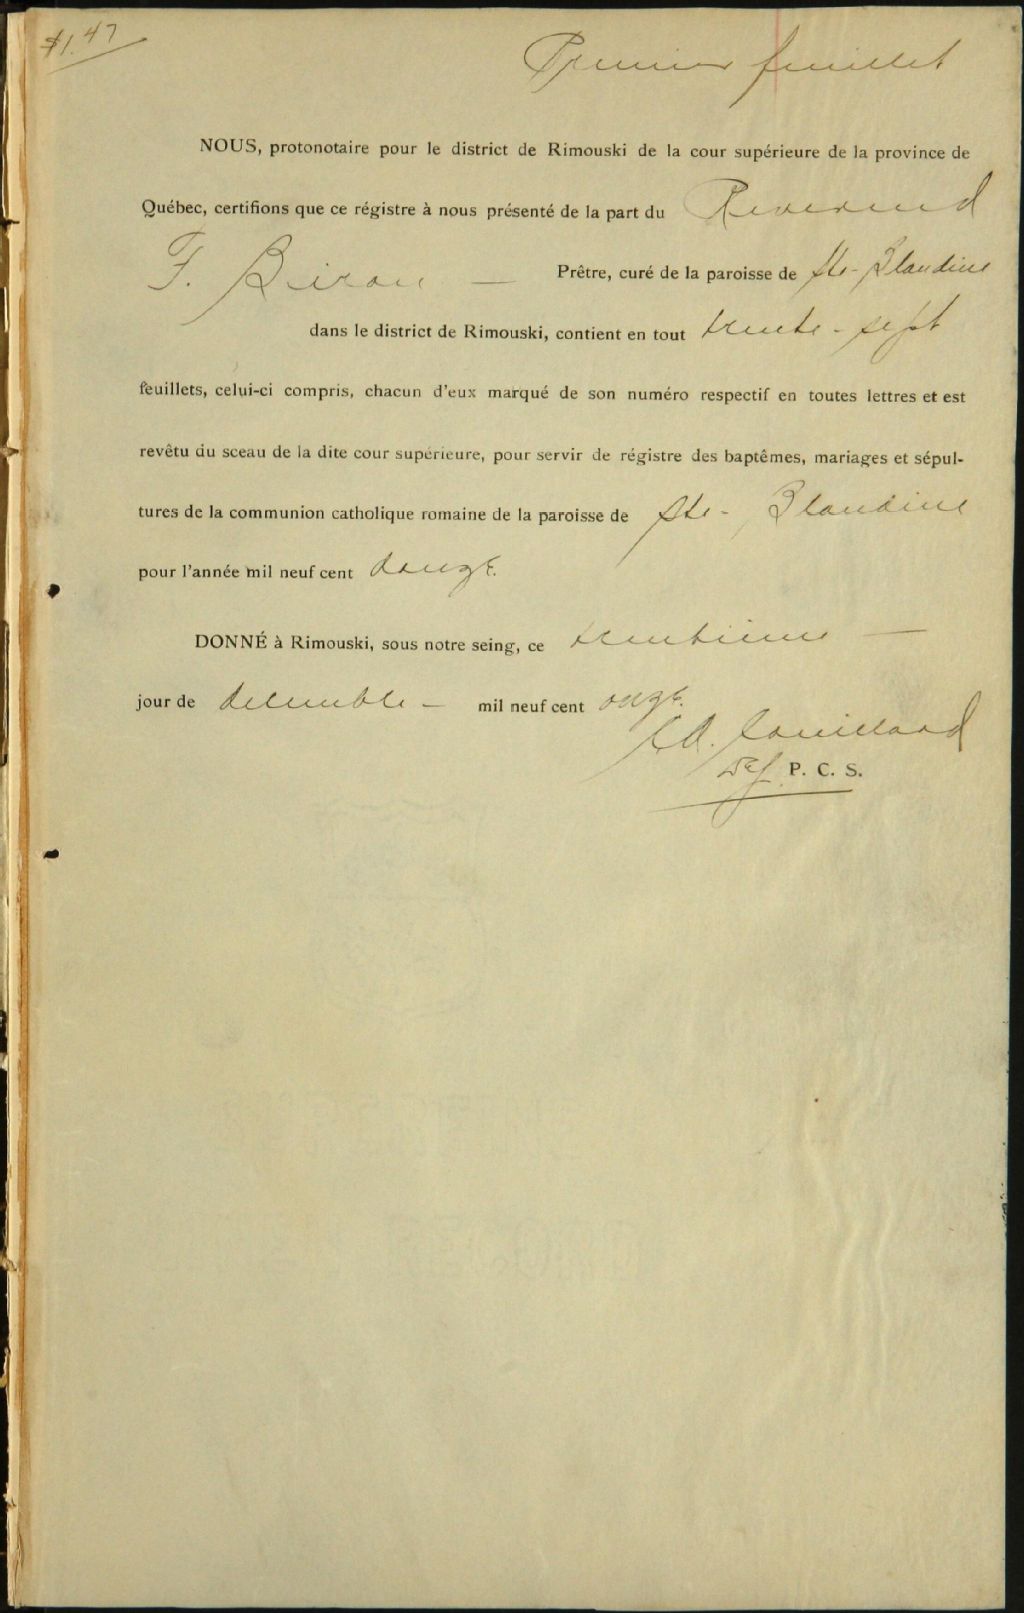 $1.47
Premier feuillet
NOUS, protonotaire pour le district de Rimouski de la cour supérieure de la province de
Québec, certifions que ce régistre à nous présenté de la part du Reverend
F. Biron — Prêtre, curé de la paroisse de Ste-Blandine
dans le district de Rimouski, contient en tout trente-sept
feuillets, celui-ci compris, chacun d'eux marqué de son numéro respectif en toutes lettres et est
revêtu du sceau de la dite cour supérieure, pour servir de régistre des baptêmes, mariages et sépul-
tures de la communion catholique romaine de la paroisse de Ste-Blandine
pour l'année mil neuf cent douze.
DONNÉ à Rimouski, sous notre seing, ce trentième —
jour de décembre — mil neuf cent onze.
Couillard
P. C. S.